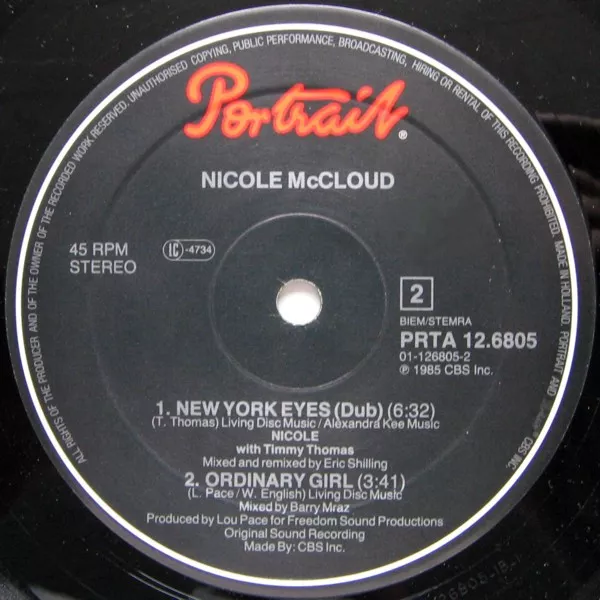 ALL RIGHTS OF THE PRODUCER AND OF THE OWNER OF THE RECORDED WORK RESERVED. UNAUTHORISED COPYING, PUBLIC PERFORMANCE, BROADCASTING, HIRING OR RENTAL OF THIS RECORDING PROHIBITED. MADE IN HOLLAND. PORTRAIT AND
CBS INC.
Portrait®
NICOLE McCLOUD
45 RPM
STEREO
IC -4734
2
BIEM/STEMRA
PRTA 12.6805
01-126805-2
℗ 1985 CBS Inc.
1. NEW YORK EYES (Dub) (6:32)
(T. Thomas) Living Disc Music/Alexandra Kee Music
NICOLE
with Timmy Thomas
Mixed and remixed by Eric Shilling
2. ORDINARY GIRL (3:41)
(L. Pace/W. English) Living Disc Music
Mixed by Barry Mraz
Produced by Lou Pace for Freedom Sound Productions
Original Sound Recording
Made By: CBS Inc.